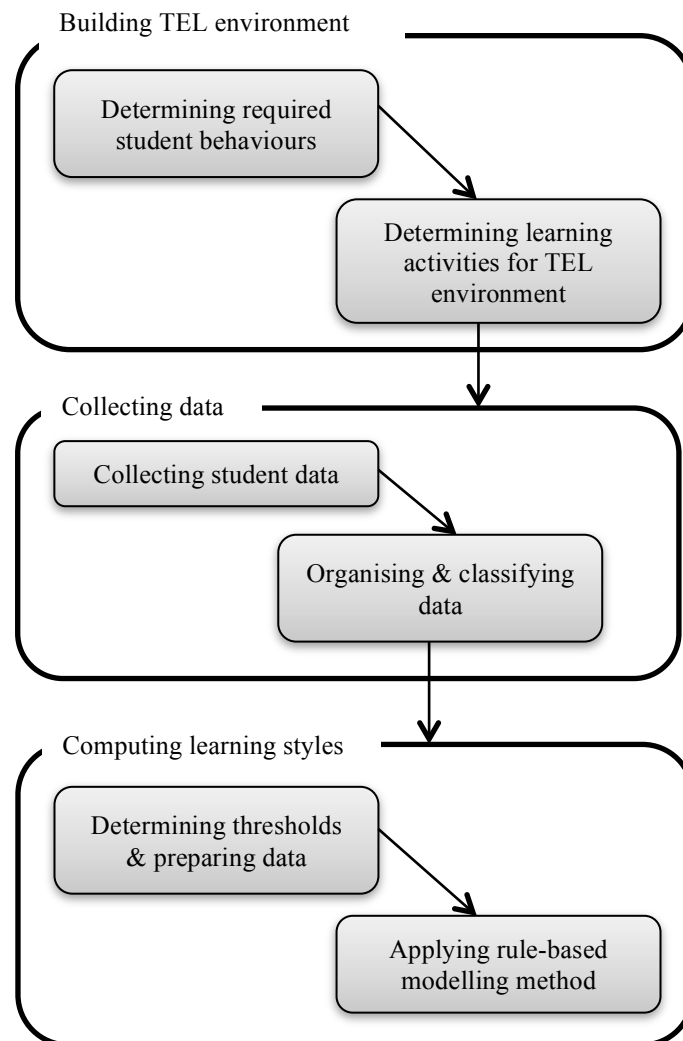 Building TEL environment
Determining required
student behaviours
Determining learning
activities for TEL
environment
Collecting data
Collecting student data
Organising & classifying
data
Computing learning styles
Determining thresholds
& preparing data
Applying rule-based
modelling method